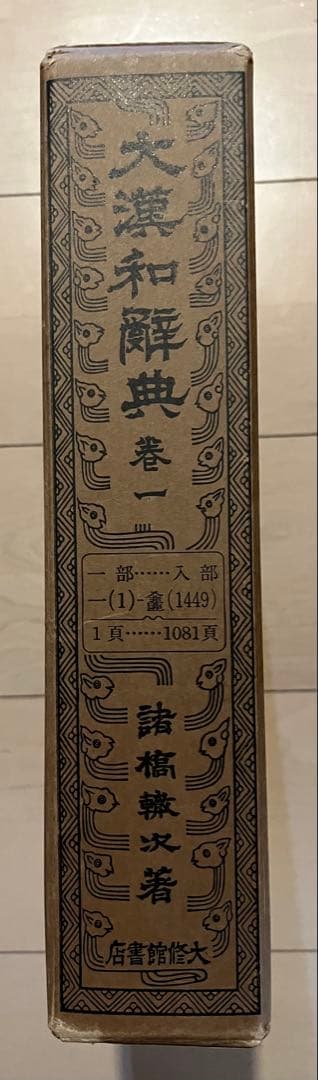 大漢和辭典
巻一
一部……入部
一(1)-(1449)
1頁……1081頁
諸橋轍次著
大修館書店